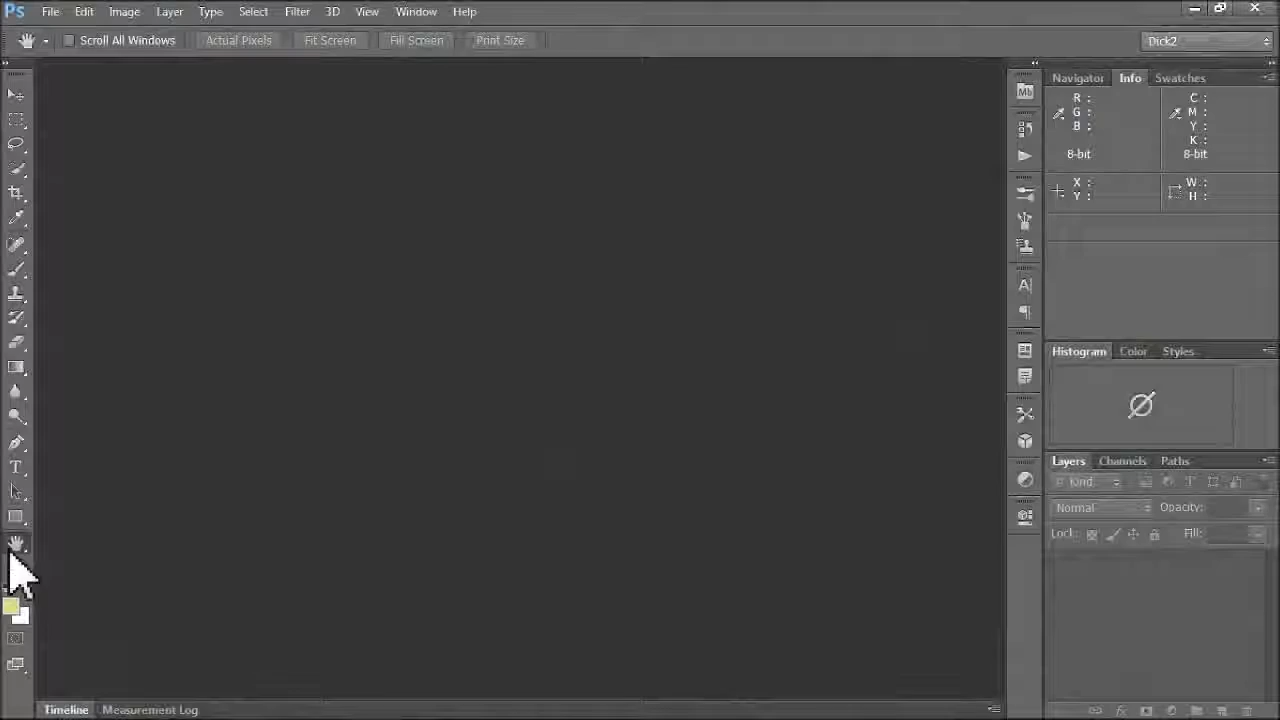 Ps File Edit Image Layer Type Select Filter 3D View Window Help
Scroll All Windows Actual Pixels Fit Screen Fill Screen Print Size Dick2
Navigator Info Swatches
R : C :
G : M :
B : Y :
K :
8-bit 8-bit
X : W :
Y : H :
Histogram Color Styles
Layers Channels Paths
Kind
Normal Opacity:
Lock: Fill:
Timeline Measurement Log